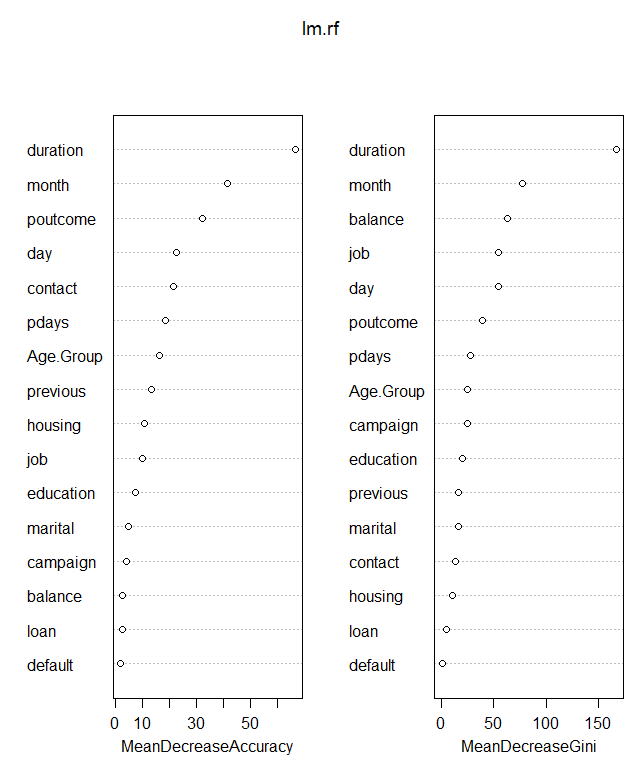 lm.rf
duration
month
poutcome
day
contact
pdays
Age.Group
previous
housing
job
education
marital
campaign
balance
loan
default
0 10 30 50
MeanDecreaseAccuracy
duration
month
balance
job
day
poutcome
pdays
Age.Group
campaign
education
previous
marital
contact
housing
loan
default
0 50 100 150
MeanDecreaseGini